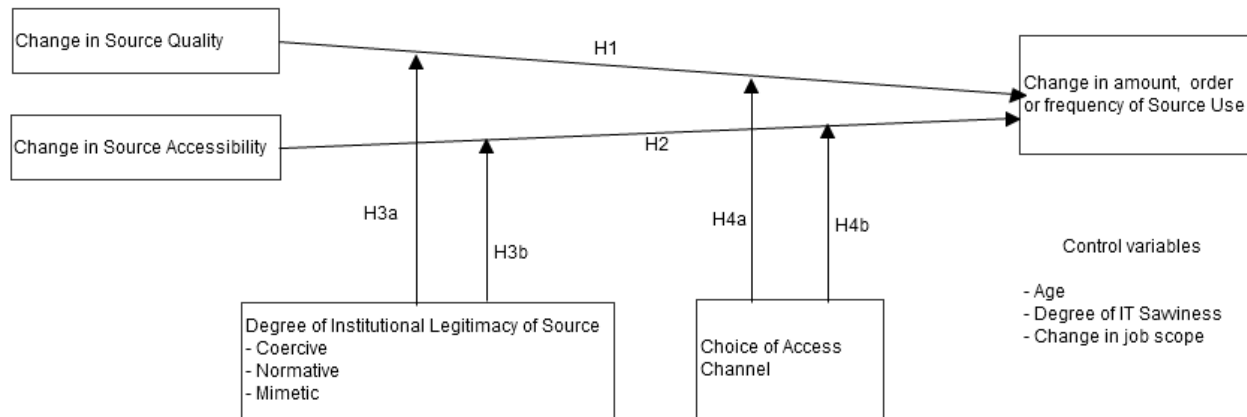 Change in Source Quality
H1
Change in amount, order
or frequency of Source Use
Change in Source Accessibility
H2
H3a
H3b
H4a
H4b
Degree of Institutional Legitimacy of Source
- Coercive
- Normative
- Mimetic
Choice of Access
Channel
Control variables
- Age
- Degree of IT Savviness
- Change in job scope